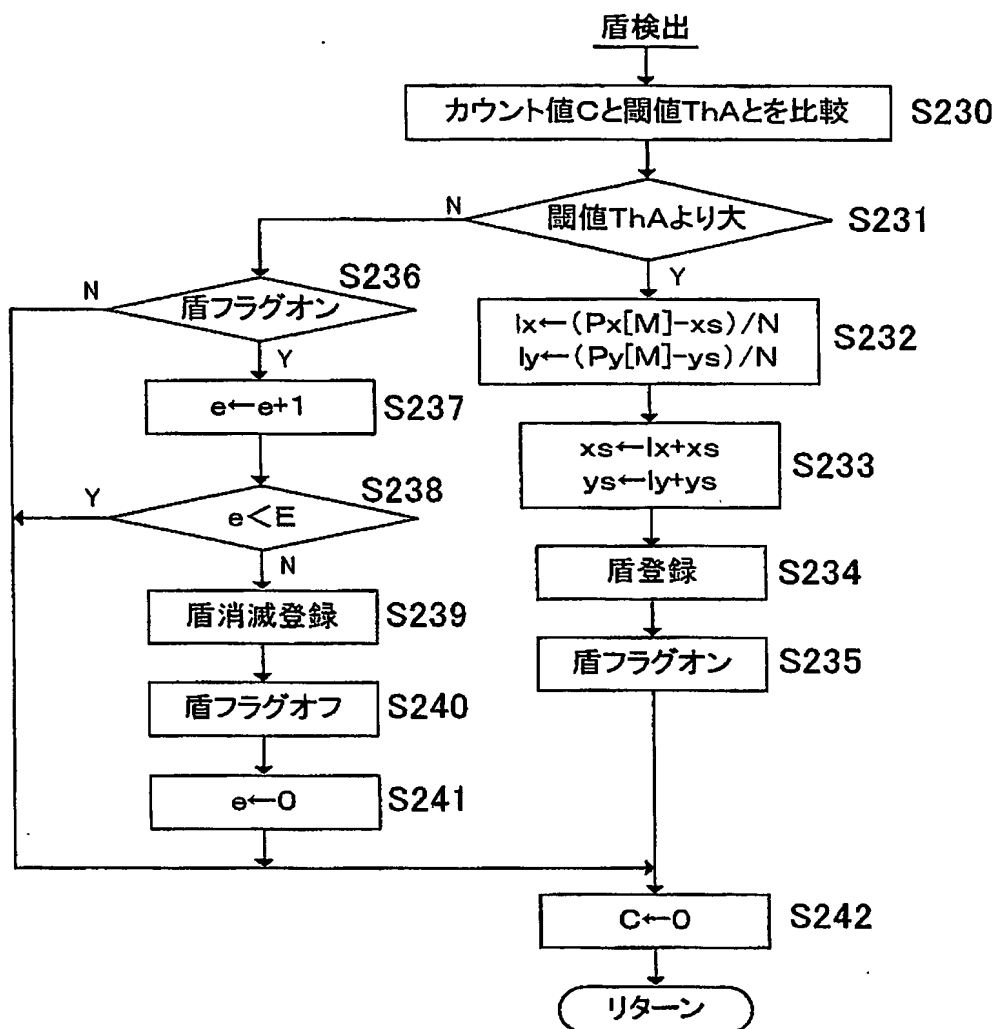 盾検出
カウント値Cと閾値ThAとを比較
S230
閾値ThAより大
S231
N
Y
S236
盾フラグオン
N
Y
lx←(Px[M]-xs)/N
ly←(Py[M]-ys)/N
S232
e←e+1
S237
xs←lx+xs
ys←ly+ys
S233
S238
e<E
Y
N
盾登録
S234
盾消滅登録
S239
盾フラグオン
S235
盾フラグオフ
S240
e←0
S241
C←0
S242
リターン